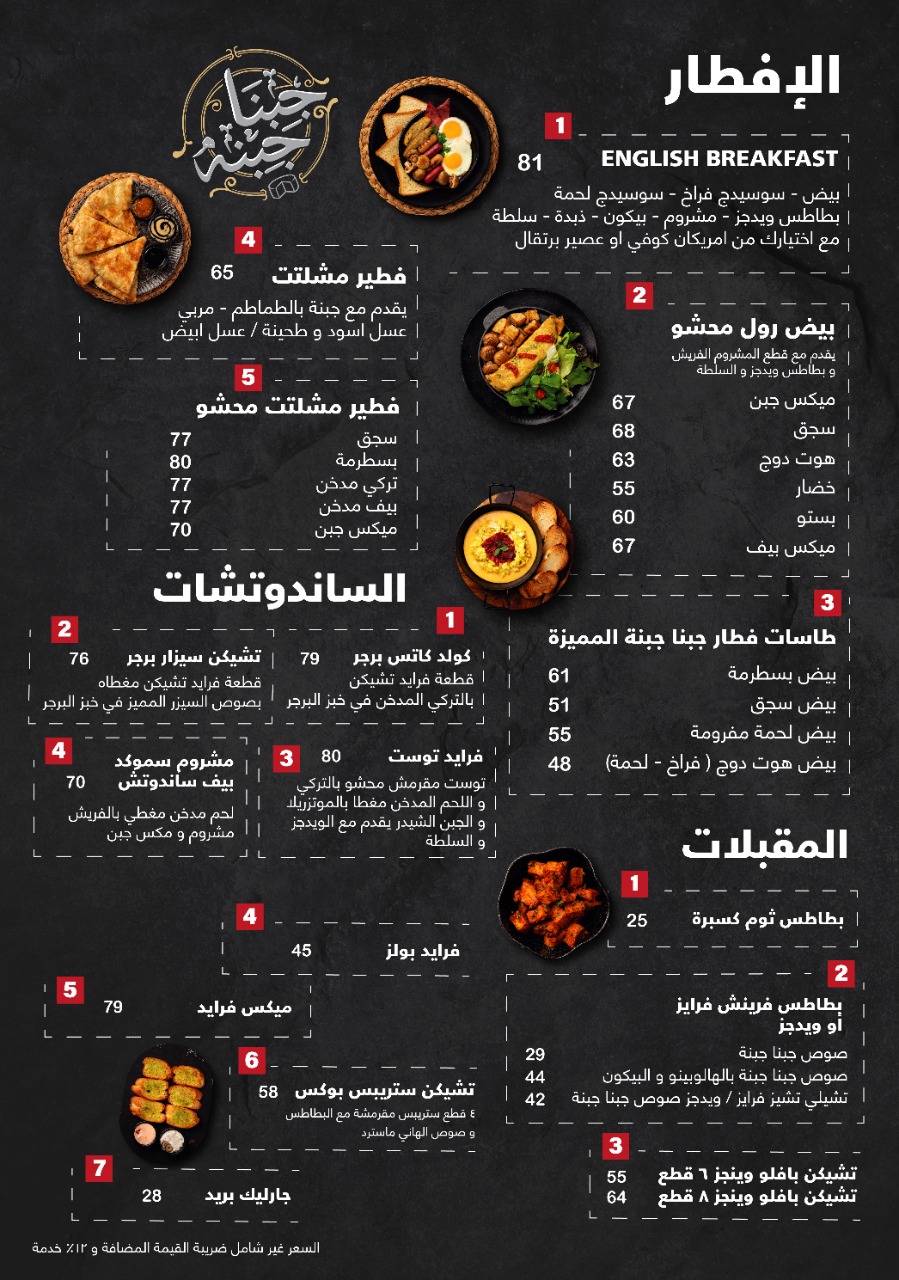 جبنا جبنة
الإفطار
1
ENGLISH BREAKFAST 81
بيض - سوسيدج فراخ - سوسيدج لحمة
بطاطس ويدجز - مشروم - بيكون - ذبدة - سلطة
مع اختيارك من امريكان كوفي او عصير برتقال
2
بيض رول محشو
يقدم مع قطع المشروم الفريش
و بطاطس ويدجز و السلطة
ميكس جبن 67
سجق 68
هوت دوج 63
خضار 55
بستو 60
ميكس بيف 67
3
طاسات فطار جبنا جبنة المميزة
بيض بسطرمة 61
بيض سجق 51
بيض لحمة مفرومة 55
بيض هوت دوج ( فراخ - لحمة) 48
4
فطير مشلتت 65
يقدم مع جبنة بالطماطم - مربي
عسل اسود و طحينة / عسل ابيض
5
فطير مشلتت محشو
سجق 77
بسطرمة 80
تركي مدخن 77
بيف مدخن 77
ميكس جبن 70
الساندوتشات
1
كولد كاتس برجر 79
قطعة فرايد تشيكن
بالتركي المدخن في خبز البرجر
2
تشيكن سيزار برجر 76
قطعة فرايد تشيكن مغطاه
بصوص السيزر المميز في خبز البرجر
3
فرايد توست 80
توست مقرمش محشو بالتركي
و اللحم المدخن مغطا بالموتزريلا
و الجبن الشيدر يقدم مع الويدجز
و السلطة
4
مشروم سموكد
بيف ساندوتش 70
لحم مدخن مغطي بالفريش
مشروم و مكس جبن
المقبلات
1
بطاطس ثوم كسبرة 25
2
بطاطس فرينش فرايز
أو ويدجز
صوص جبنا جبنة 29
صوص جبنا جبنة بالهالوبينو و البيكون 44
تشيلي تشيز فرايز / ويدجز صوص جبنا جبنة 42
3
تشيكن بافلو وينجز ٦ قطع 55
تشيكن بافلو وينجز ٨ قطع 64
4
فرايد بولز 45
5
ميكس فرايد 79
6
تشيكن ستريبس بوكس 58
٤ قطع ستريبس مقرمشة مع البطاطس
و صوص الهاني ماسترد
7
جارليك بريد 28
السعر غير شامل ضريبة القيمة المضافة و ١٢٪ خدمة